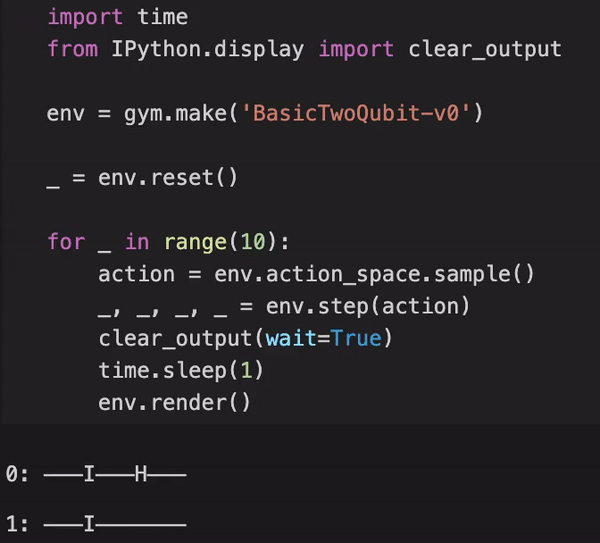 import time
from IPython.display import clear_output
env = gym.make('BasicTwoQubit-v0')
_ = env.reset()
for _ in range(10):
    action = env.action_space.sample()
    _, _, _, _ = env.step(action)
    clear_output(wait=True)
    time.sleep(1)
    env.render()
0: ───I───H───
1: ───I───────